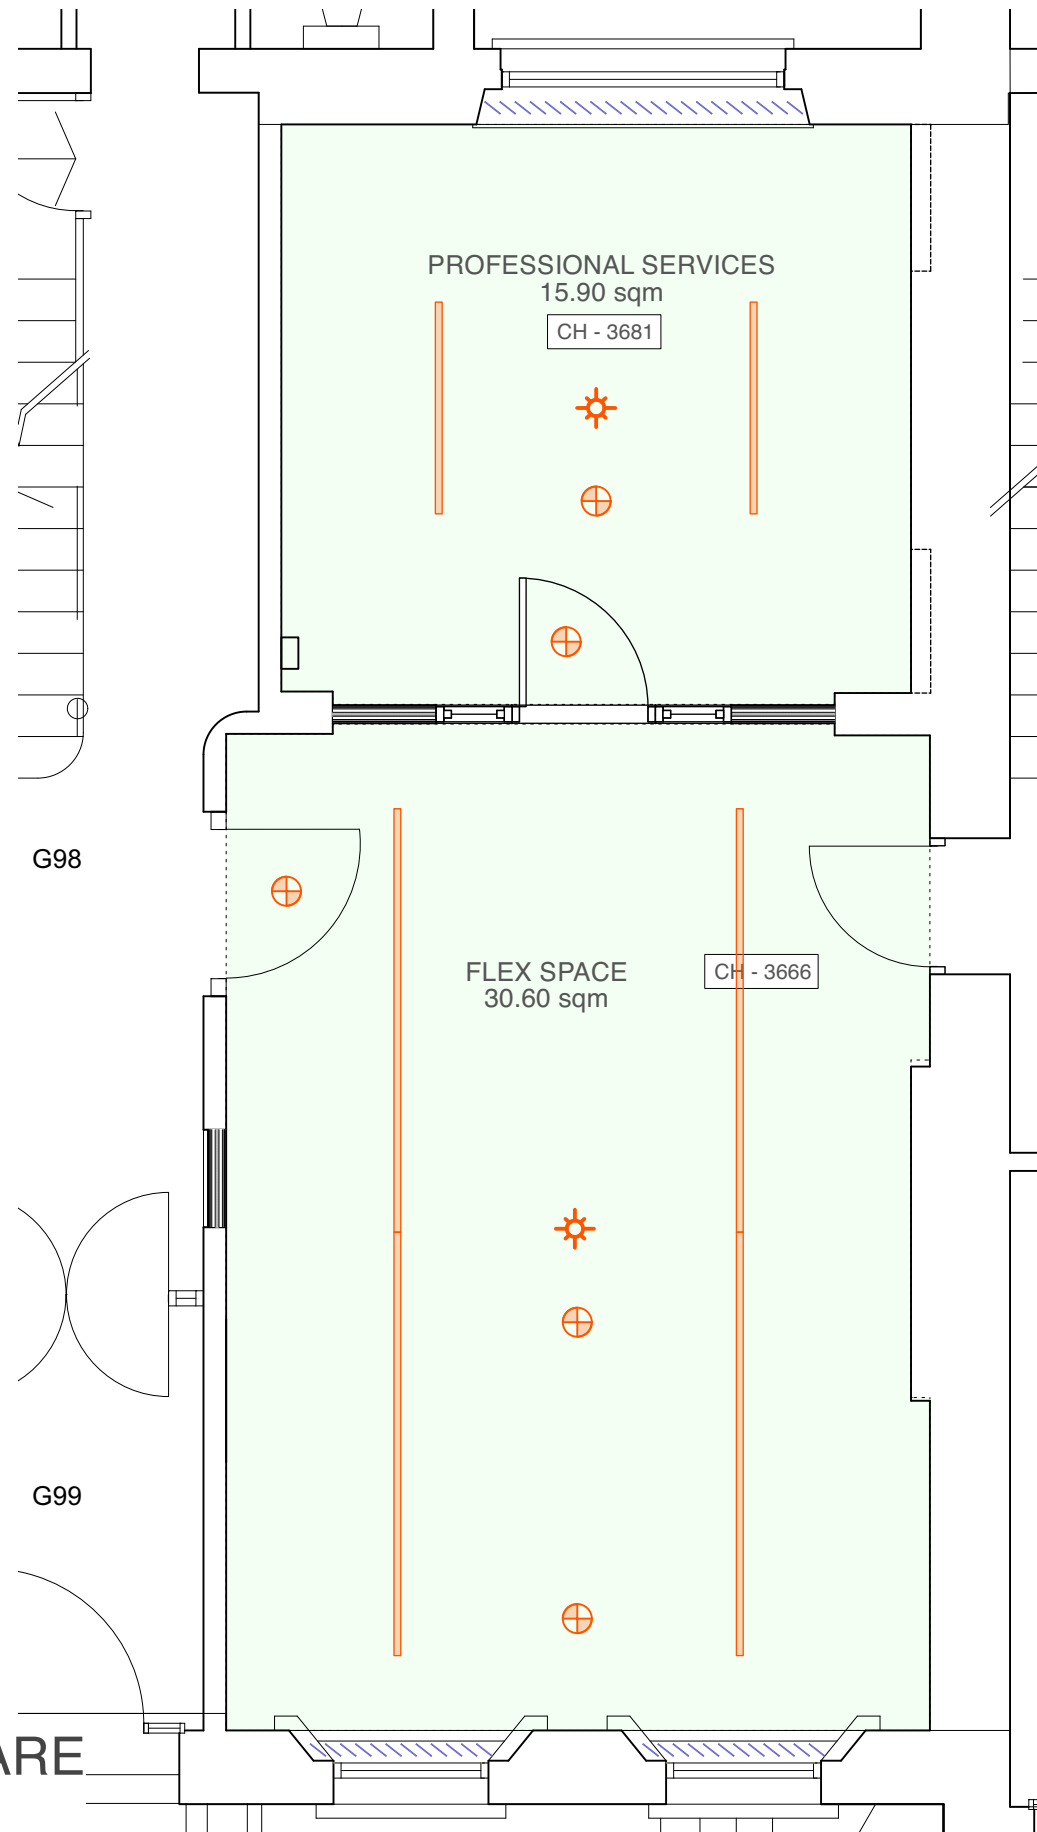 PROFESSIONAL SERVICES
15.90 sqm
CH - 3681
G98
FLEX SPACE
30.60 sqm
CH - 3666
G99
ARE